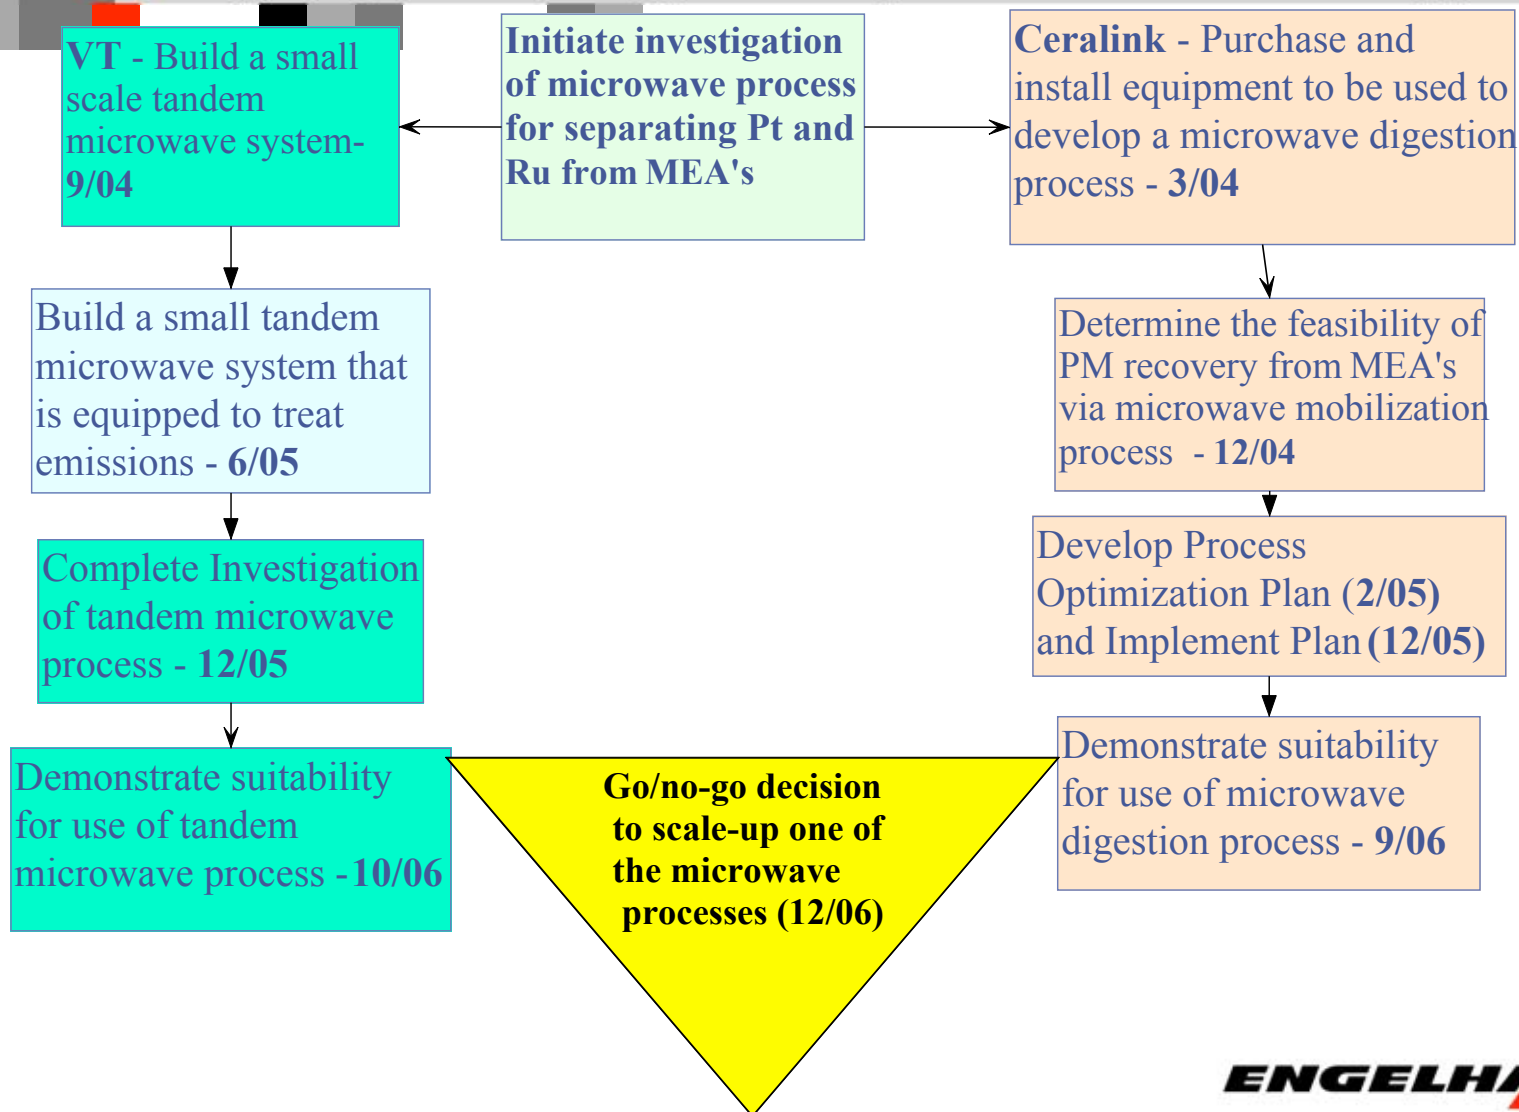 VT - Build a small
scale tandem
microwave system-
9/04
Initiate investigation
of microwave process
for separating Pt and
Ru from MEA's
Ceralink - Purchase and
install equipment to be used to
develop a microwave digestion
process - 3/04
Build a small tandem
microwave system that
is equipped to treat
emissions - 6/05
Determine the feasibility of
PM recovery from MEA's
via microwave mobilization
process - 12/04
Complete Investigation
of tandem microwave
process - 12/05
Develop Process
Optimization Plan (2/05)
and Implement Plan (12/05)
Demonstrate suitability
for use of tandem
microwave process -10/06
Go/no-go decision
to scale-up one of
the microwave
processes (12/06)
Demonstrate suitability
for use of microwave
digestion process - 9/06